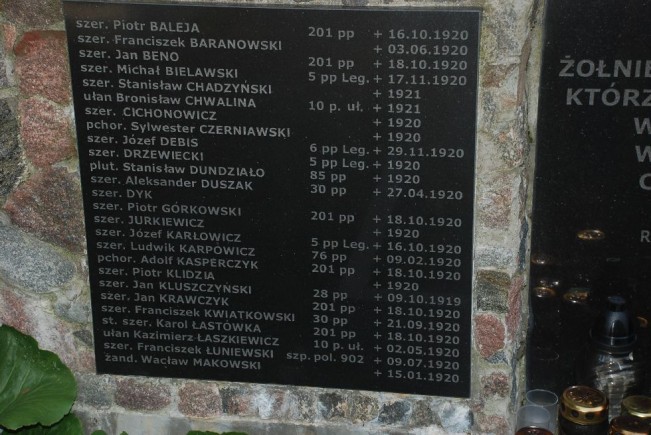 szer. Piotr BALEJA 201 pp + 16.10.1920
szer. Franciszek BARANOWSKI + 03.06.1920
szer. Jan BENO 201 pp + 18.10.1920
szer. Michał BIELAWSKI 5 pp Leg. + 17.11.1920
szer. Stanisław CHADZYŃSKI + 1921
ułan Bronisław CHWALINA 10 p. uł. + 1921
szer. CICHONOWICZ + 1920
pchor. Sylwester CZERNIAWSKI + 1920
szer. Józef DEBIS 6 pp Leg. + 29.11.1920
szer. DRZEWIECKI 5 pp Leg. + 1920
plut. Stanisław DUNDZIAŁO 85 pp + 1920
szer. Aleksander DUSZAK 30 pp + 27.04.1920
szer. DYK
szer. Piotr GÓRKOWSKI 201 pp + 18.10.1920
szer. JURKIEWICZ + 1920
szer. Józef KARŁOWICZ 5 pp Leg. + 16.10.1920
szer. Ludwik KARPOWICZ 76 pp + 09.02.1920
pchor. Adolf KASPERCZYK 201 pp + 18.10.1920
szer. Piotr KLIDZIA + 1920
szer. Jan KLUSZCZYŃSKI 28 pp + 09.10.1919
szer. Jan KRAWCZYK 201 pp + 18.10.1920
szer. Franciszek KWIATKOWSKI 30 pp + 21.09.1920
st. szer. Karol ŁASTÓWKA 201 pp + 18.10.1920
ułan Kazimierz ŁASZKIEWICZ 10 p. uł. + 02.05.1920
szer. Franciszek ŁUNIEWSKI szp. pol. 902 + 09.07.1920
żand. Wacław MAKOWSKI + 15.01.1920
ŻOŁNIE
KTÓRZ
W
W
R